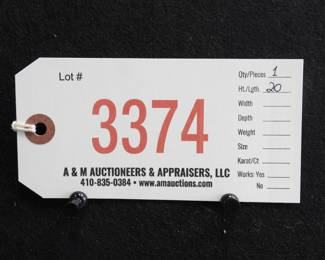 Lot #
3374
A & M AUCTIONEERS & APPRAISERS, LLC
410-835-0384 • www.amauctions.com
Qty/Pieces 1
Ht./Lgth. 20
Width
Depth
Weight
Size
Karat/Ct
Works: Yes
No